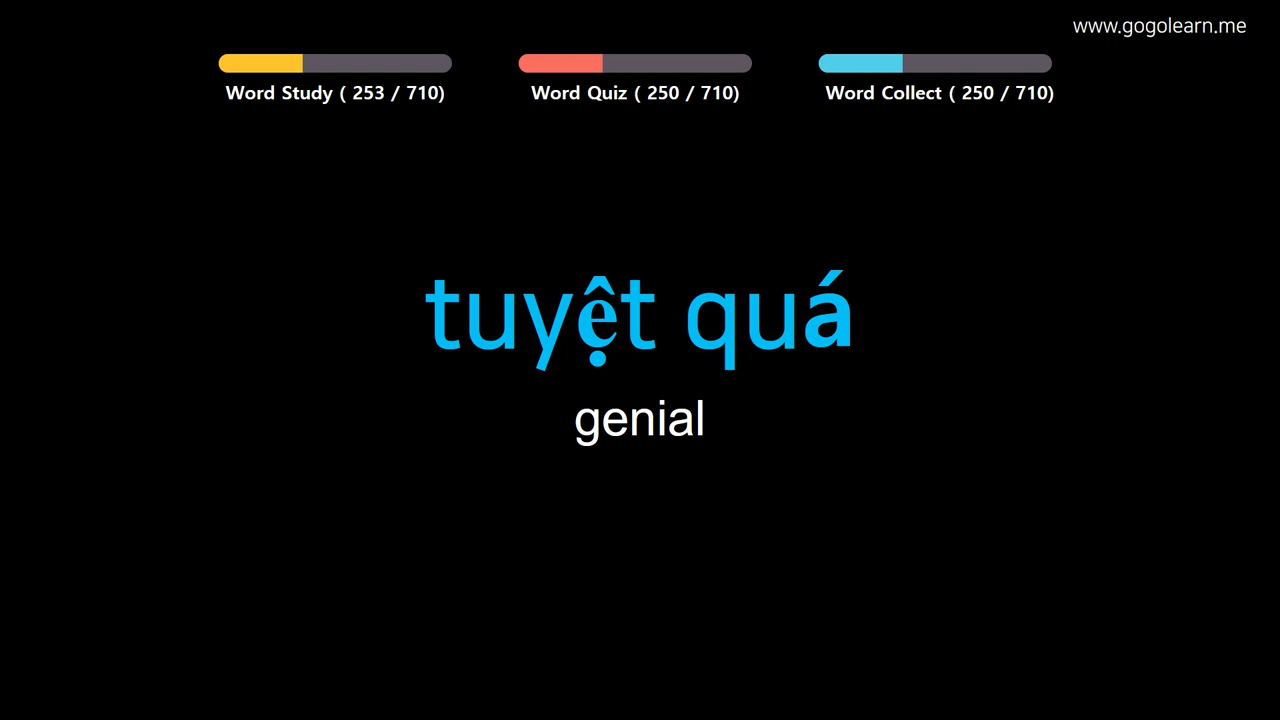 www.gogolearn.me
Word Study ( 253 / 710)
Word Quiz ( 250 / 710)
Word Collect ( 250 / 710)
tuyệt quá
genial